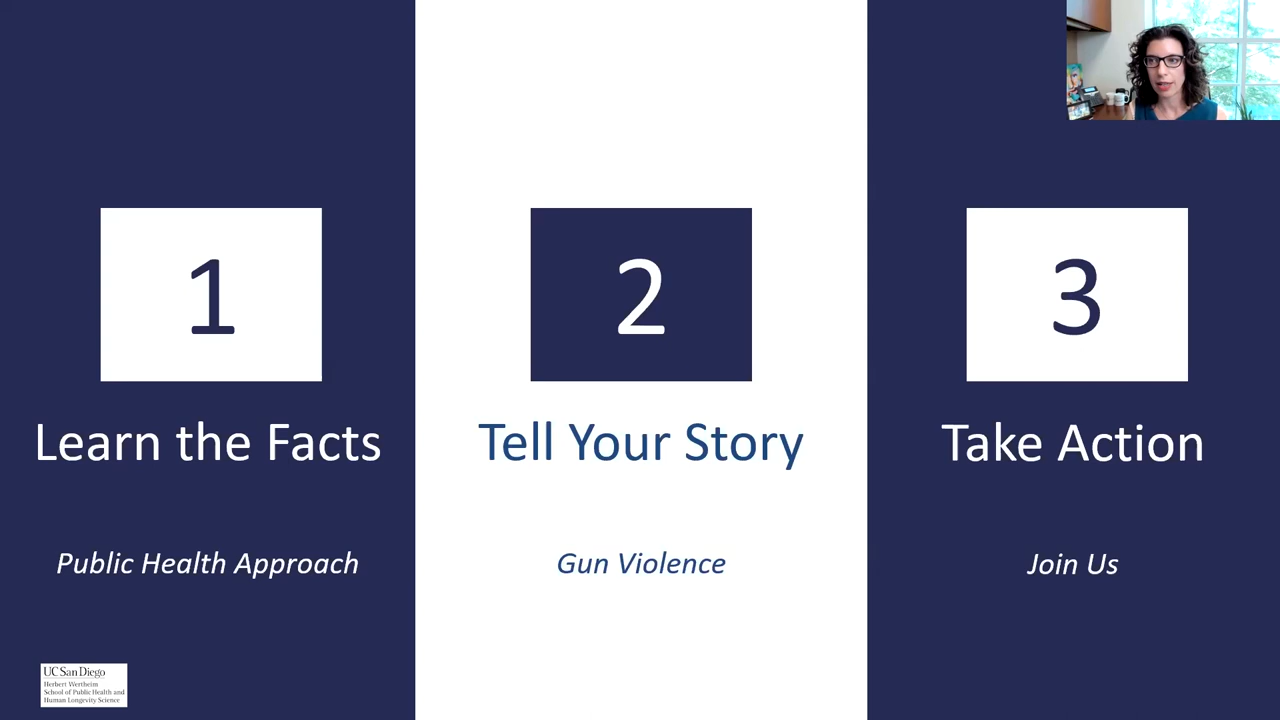 1
Learn the Facts
Public Health Approach
2
Tell Your Story
Gun Violence
3
Take Action
Join Us
UC San Diego
Herbert Wertheim
School of Public Health and
Human Longevity Science